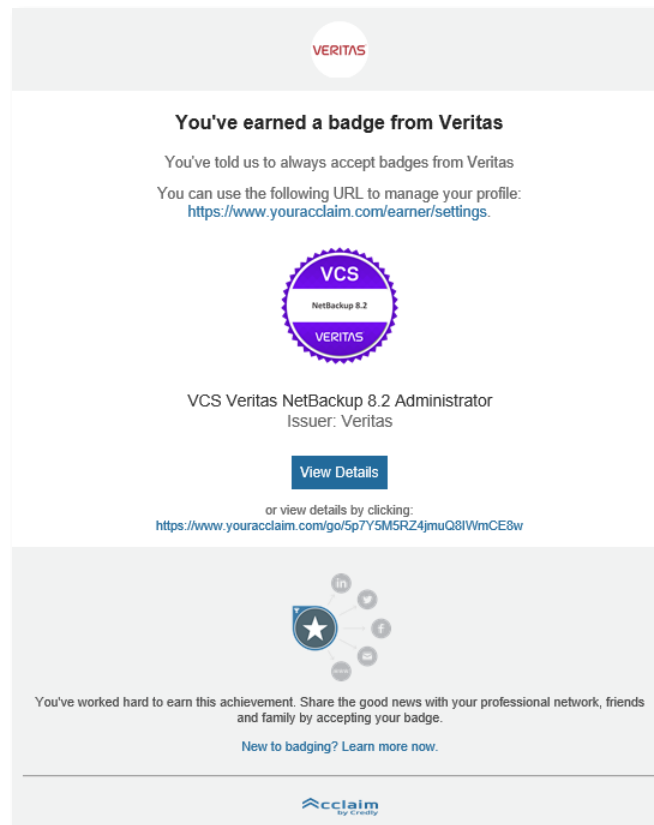 VERITAS
You've earned a badge from Veritas
You've told us to always accept badges from Veritas
You can use the following URL to manage your profile:
https://www.youracclaim.com/earner/settings.
VCS
NetBackup 8.2
VERITAS
VCS Veritas NetBackup 8.2 Administrator
Issuer: Veritas
View Details
or view details by clicking:
https://www.youracclaim.com/go/5p7Y5M5RZ4jmuQ8IWmCE8w
in
T
f
www
You've worked hard to earn this achievement. Share the good news with your professional network, friends
and family by accepting your badge.
New to badging? Learn more now.
Acclaim
by Credly